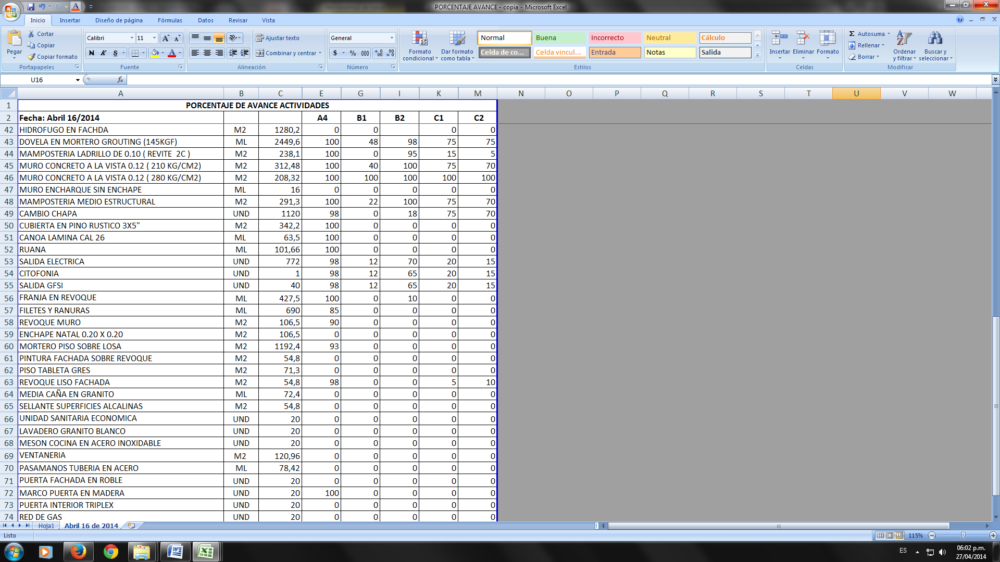 PORCENTAJE AVANCE - copia - Microsoft Excel
Inicio Insertar Diseño de página Fórmulas Datos Revisar Vista
Pegar
Cortar
Copiar
Copiar formato
Portapapeles
Calibri 11
N K S
Fuente
Ajustar texto
Combinar y centrar
Alineación
General
$ % 000
Número
Formato condicional
Dar formato como tabla
Normal Buena Incorrecto Neutral Cálculo
Celda de co... Celda vincul... Entrada Notas Salida
Estilos
Insertar Eliminar Formato
Celdas
Autosuma
Rellenar
Borrar
Ordenar y filtrar
Buscar y seleccionar
Modificar
U16 fx
A B C E G I K M N O P Q R S T U V W
1 PORCENTAJE DE AVANCE ACTIVIDADES
2 Fecha: Abril 16/2014 A4 B1 B2 C1 C2
42 HIDROFUGO EN FACHDA M2 1280,2 0 0 0 0
43 DOVELA EN MORTERO GROUTING (145KGF) ML 2449,6 100 48 98 75 75
44 MAMPOSTERIA LADRILLO DE 0.10 ( REVITE 2C ) M2 238,1 100 0 95 15 5
45 MURO CONCRETO A LA VISTA 0.12 ( 210 KG/CM2) M2 312,48 100 40 100 75 70
46 MURO CONCRETO A LA VISTA 0.12 ( 280 KG/CM2) M2 208,32 100 100 100 100 100
47 MURO ENCHARQUE SIN ENCHAPE ML 16 0 0 0 0 0
48 MAMPOSTERIA MEDIO ESTRUCTURAL M2 291,3 100 22 100 75 70
49 CAMBIO CHAPA UND 1120 98 0 18 75 70
50 CUBIERTA EN PINO RUSTICO 3X5" M2 342,2 100 0 0 0 0
51 CANOA LAMINA CAL 26 ML 63,5 100 0 0 0 0
52 RUANA ML 101,66 100 0 0 0 0
53 SALIDA ELECTRICA UND 772 98 12 70 20 15
54 CITOFONIA UND 1 98 12 65 20 15
55 SALIDA GFSI UND 40 98 12 65 20 15
56 FRANJA EN REVOQUE ML 427,5 100 0 10 0 0
57 FILETES Y RANURAS ML 690 85 0 0 0 0
58 REVOQUE MURO M2 106,5 90 0 0 0 0
59 ENCHAPE NATAL 0.20 X 0.20 M2 106,5 0 0 0 0 0
60 MORTERO PISO SOBRE LOSA M2 1192,4 93 0 0 0 0
61 PINTURA FACHADA SOBRE REVOQUE M2 54,8 0 0 0 0 0
62 PISO TABLETA GRES M2 71,3 0 0 0 0 0
63 REVOQUE LISO FACHADA M2 54,8 98 0 0 5 10
64 MEDIA CAÑA EN GRANITO ML 72,4 0 0 0 0 0
65 SELLANTE SUPERFICIES ALCALINAS M2 54,8 0 0 0 0 0
66 UNIDAD SANITARIA ECONOMICA UND 20 0 0 0 0 0
67 LAVADERO GRANITO BLANCO UND 20 0 0 0 0 0
68 MESON COCINA EN ACERO INOXIDABLE UND 20 0 0 0 0 0
69 VENTANERIA M2 120,96 0 0 0 0 0
70 PASAMANOS TUBERIA EN ACERO ML 78,42 0 0 0 0 0
71 PUERTA FACHADA EN ROBLE UND 20 0 0 0 0 0
72 MARCO PUERTA EN MADERA UND 20 100 0 0 0 0
73 PUERTA INTERIOR TRIPLEX UND 20 0 0 0 0 0
74 RED DE GAS UND 20 0 0 0 0 0
Hoja1 Abril 16 de 2014
Listo 115%
ES 06:02 p.m.
27/04/2014